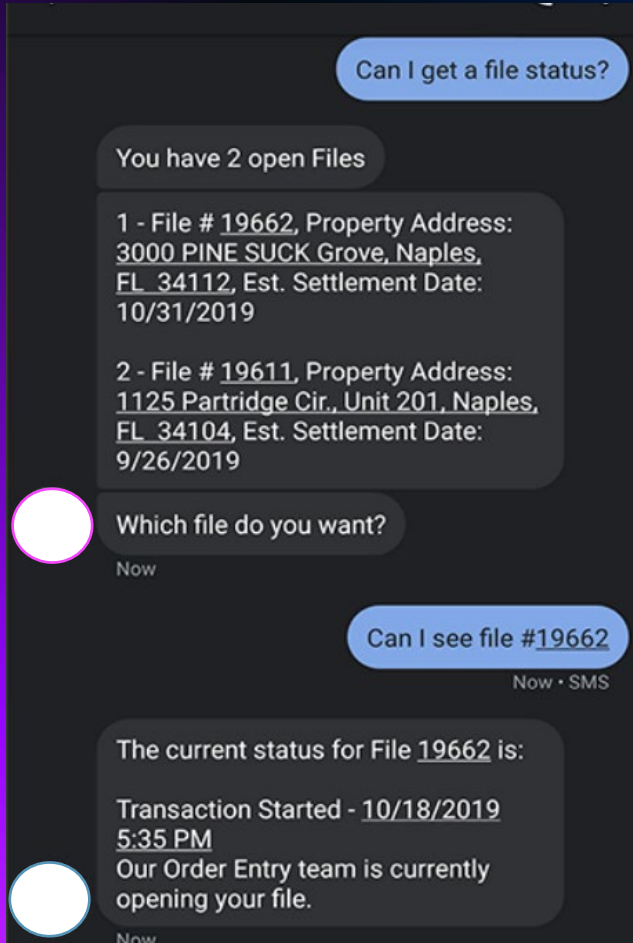 Can I get a file status?
You have 2 open Files
1 - File # 19662, Property Address:
3000 PINE SUCK Grove, Naples,
FL 34112, Est. Settlement Date:
10/31/2019
2 - File # 19611, Property Address:
1125 Partridge Cir., Unit 201, Naples,
FL 34104, Est. Settlement Date:
9/26/2019
Which file do you want?
Now
Can I see file #19662
Now • SMS
The current status for File 19662 is:
Transaction Started - 10/18/2019
5:35 PM
Our Order Entry team is currently
opening your file.
Now